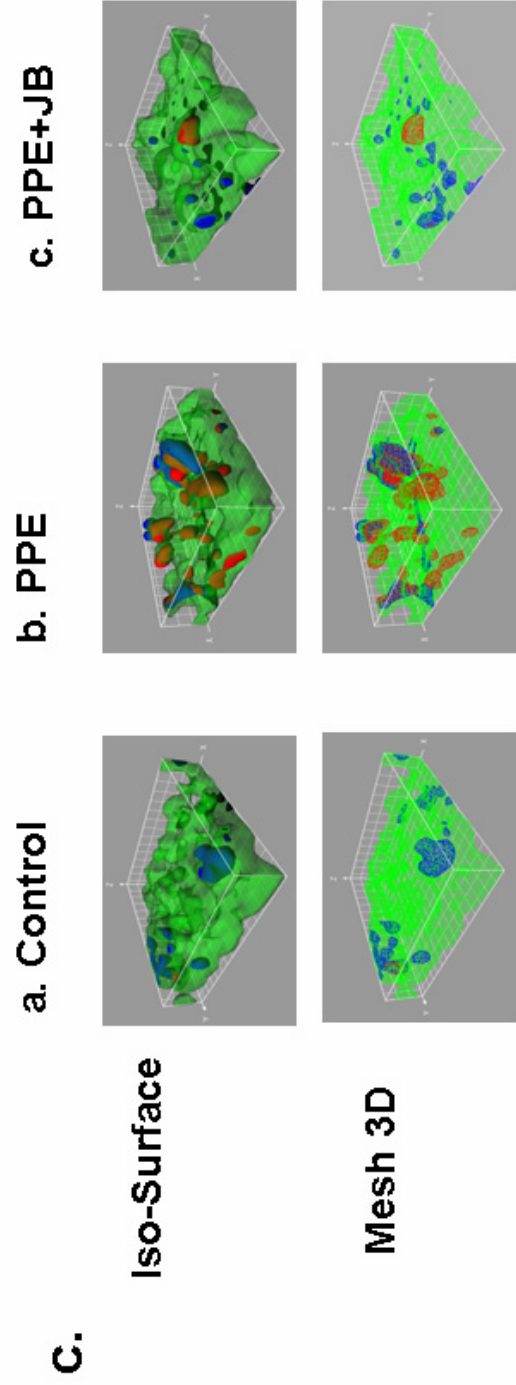 C.
a. Control
b. PPE
c. PPE+JB
Iso-Surface
Mesh 3D